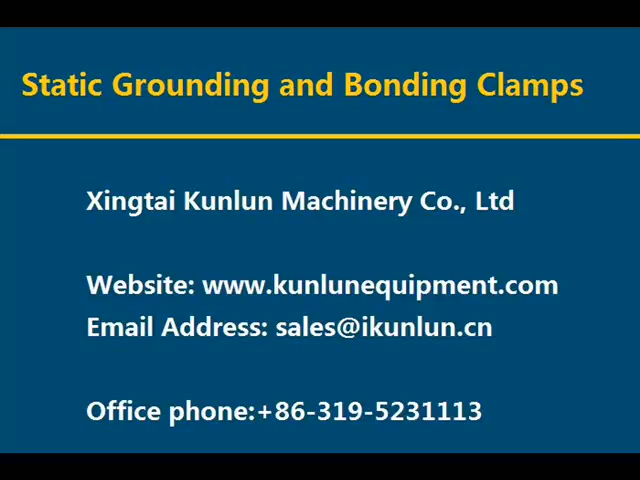 Static Grounding and Bonding Clamps
Xingtai Kunlun Machinery Co., Ltd
Website: www.kunlunequipment.com
Email Address: sales@ikunlun.cn
Office phone:+86-319-5231113